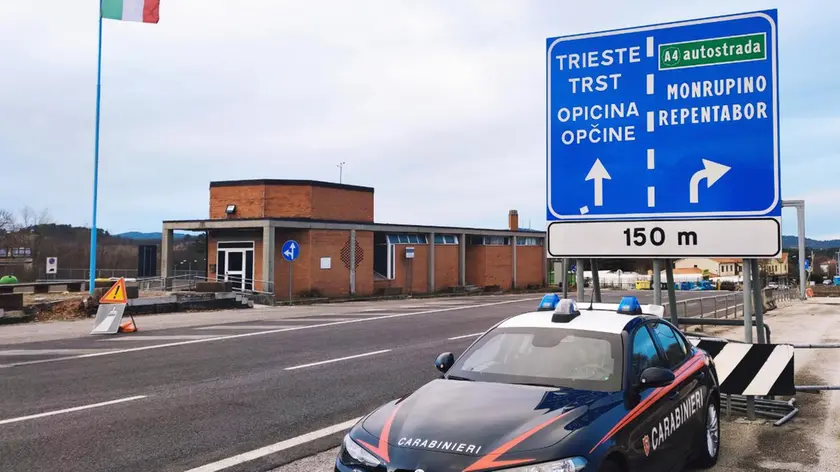 TRIESTE
TRST
OPICINA
OPČINE
A4 autostrada
MONRUPINO
REPENTABOR
150 m
CARABINIERI
CARABINIERI